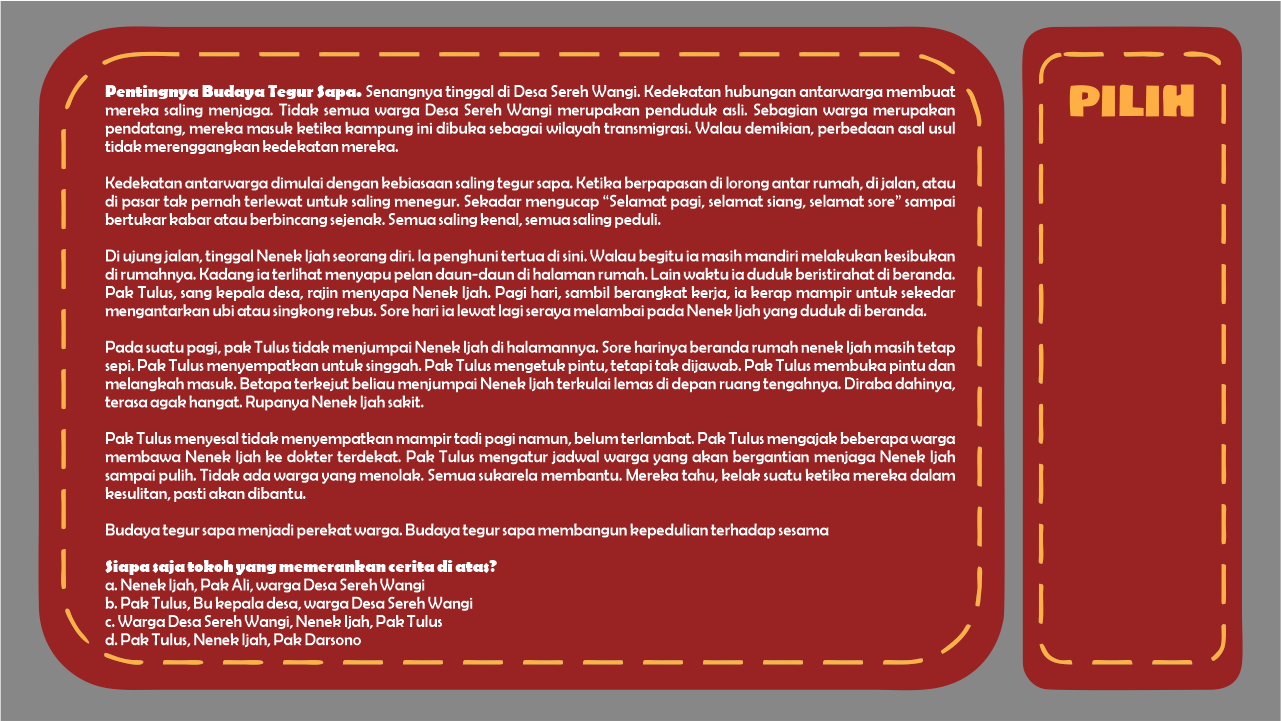 Pentingnya Budaya Tegur Sapa. Senangnya tinggal di Desa Sereh Wangi. Kedekatan hubungan antarwarga membuat
mereka saling menjaga. Tidak semua warga Desa Sereh Wangi merupakan penduduk asli. Sebagian warga merupakan
pendatang, mereka masuk ketika kampung ini dibuka sebagai wilayah transmigrasi. Walau demikian, perbedaan asal usul
tidak merenggangkan kedekatan mereka.
Kedekatan antarwarga dimulai dengan kebiasaan saling tegur sapa. Ketika berpapasan di lorong antar rumah, di jalan, atau
di pasar tak pernah terlewat untuk saling menegur. Sekadar mengucap “Selamat pagi, selamat siang, selamat sore” sampai
bertukar kabar atau berbincang sejenak. Semua saling kenal, semua saling peduli.
Di ujung jalan, tinggal Nenek Ijah seorang diri. Ia penghuni tertua di sini. Walau begitu ia masih mandiri melakukan kesibukan
di rumahnya. Kadang ia terlihat menyapu pelan daun-daun di halaman rumah. Lain waktu ia duduk beristirahat di beranda.
Pak Tulus, sang kepala desa, rajin menyapa Nenek Ijah. Pagi hari, sambil berangkat kerja, ia kerap mampir untuk sekedar
mengantarkan ubi atau singkong rebus. Sore hari ia lewat lagi seraya melambai pada Nenek Ijah yang duduk di beranda.
Pada suatu pagi, pak Tulus tidak menjumpai Nenek Ijah di halamannya. Sore harinya beranda rumah nenek Ijah masih tetap
sepi. Pak Tulus menyempatkan untuk singgah. Pak Tulus mengetuk pintu, tetapi tak dijawab. Pak Tulus membuka pintu dan
melangkah masuk. Betapa terkejut beliau menjumpai Nenek Ijah terkulai lemas di depan ruang tengahnya. Diraba dahinya,
terasa agak hangat. Rupanya Nenek Ijah sakit.
Pak Tulus menyesal tidak menyempatkan mampir tadi pagi namun, belum terlambat. Pak Tulus mengajak beberapa warga
membawa Nenek Ijah ke dokter terdekat. Pak Tulus mengatur jadwal warga yang akan bergantian menjaga Nenek Ijah
sampai pulih. Tidak ada warga yang menolak. Semua sukarela membantu. Mereka tahu, kelak suatu ketika mereka dalam
kesulitan, pasti akan dibantu.
Budaya tegur sapa menjadi perekat warga. Budaya tegur sapa membangun kepedulian terhadap sesama
Siapa saja tokoh yang memerankan cerita di atas?
a. Nenek Ijah, Pak Ali, warga Desa Sereh Wangi
b. Pak Tulus, Bu kepala desa, warga Desa Sereh Wangi
c. Warga Desa Sereh Wangi, Nenek Ijah, Pak Tulus
d. Pak Tulus, Nenek Ijah, Pak Darsono
PILIH